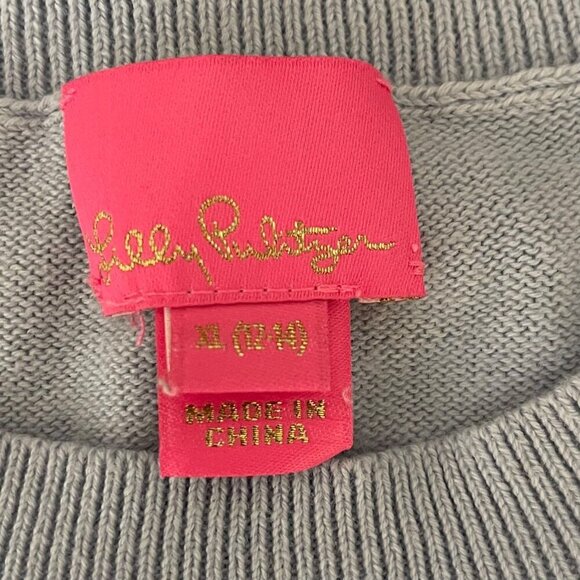 Lilly Pulitzer
XL (12-14)
MADE IN
CHINA